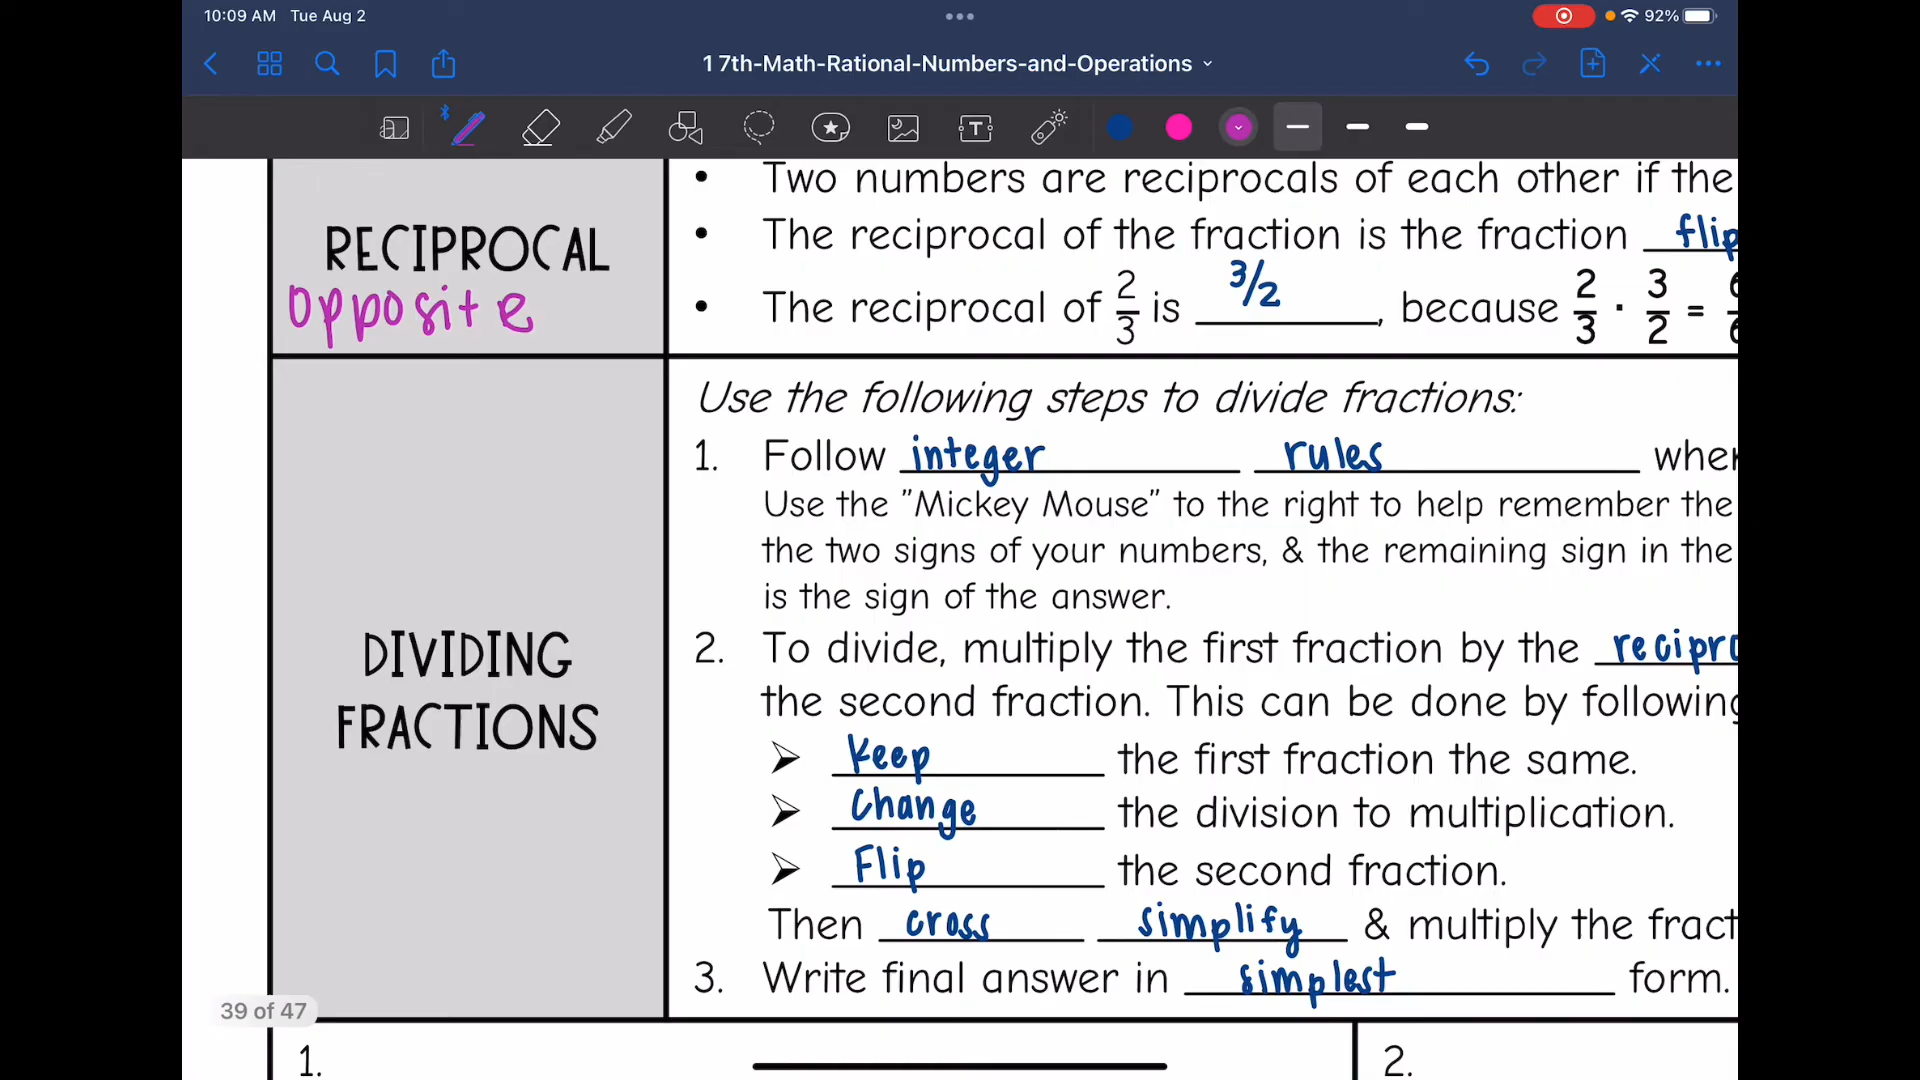 10:09 AM Tue Aug 2
92%
1 7th-Math-Rational-Numbers-and-Operations
T
RECIPROCAL
opposite
• Two numbers are reciprocals of each other if the
• The reciprocal of the fraction is the fraction flip
• The reciprocal of 2/3 is 3/2, because 2/3 · 3/2 = 6/6
DIVIDING
FRACTIONS
Use the following steps to divide fractions:
1. Follow integer rules when
Use the "Mickey Mouse" to the right to help remember the
the two signs of your numbers, & the remaining sign in the
is the sign of the answer.
2. To divide, multiply the first fraction by the recipro
the second fraction. This can be done by following
➢ Keep the first fraction the same.
➢ Change the division to multiplication.
➢ Flip the second fraction.
Then cross simplify & multiply the fract
3. Write final answer in simplest form.
39 of 47
1.
2.